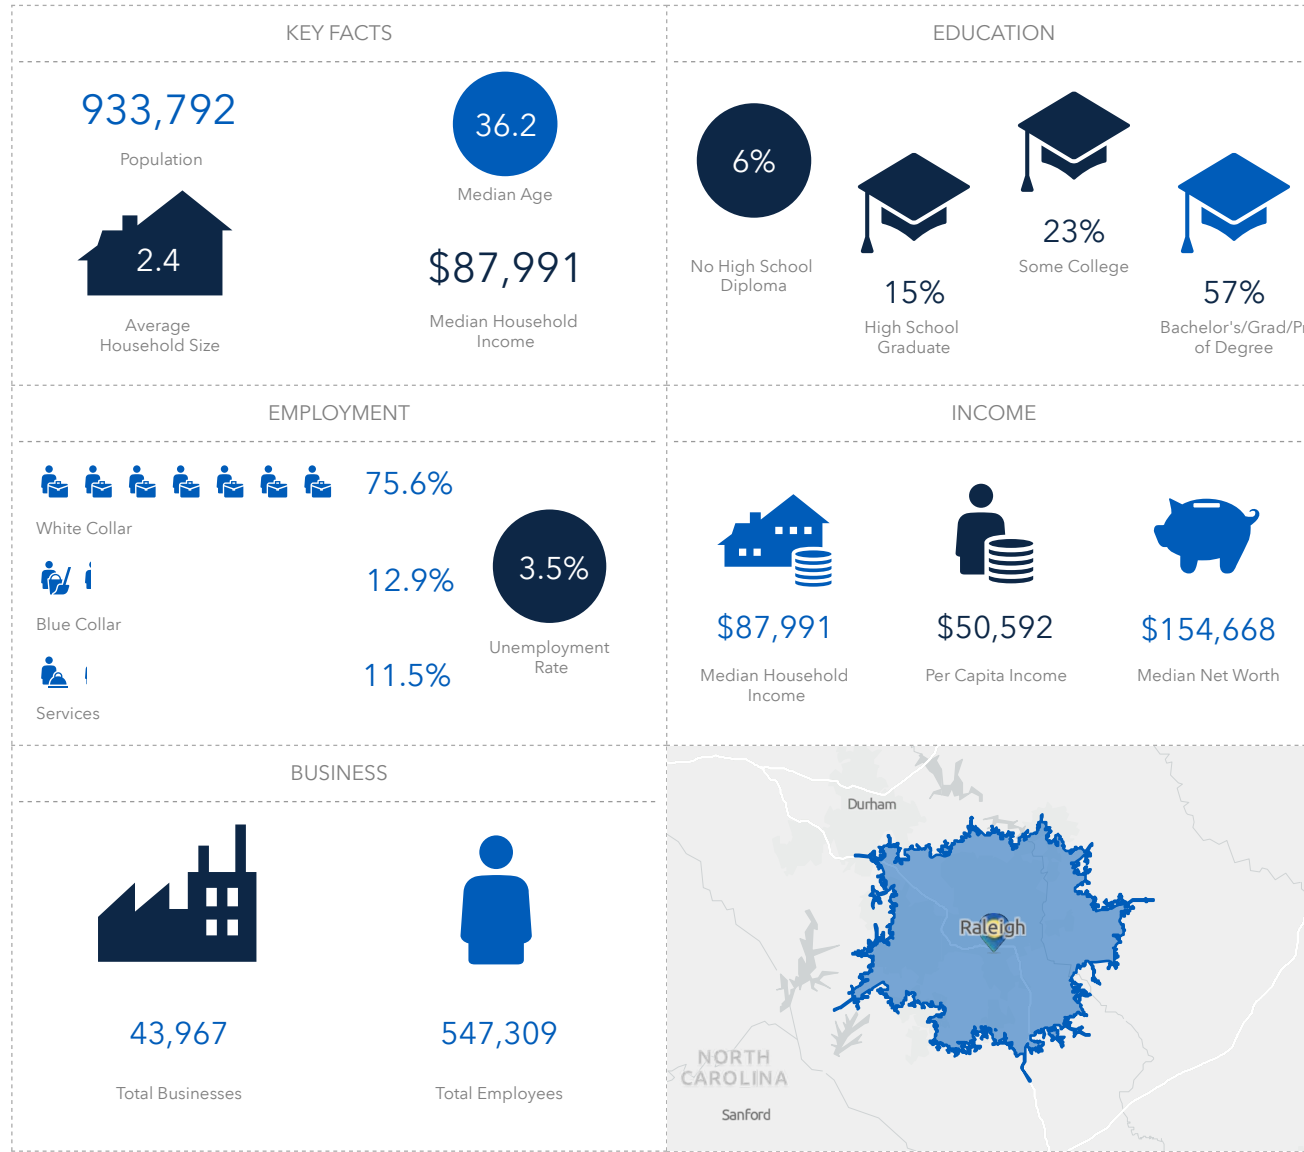 KEY FACTS
933,792
Population
36.2
Median Age
2.4
Average
Household Size
$87,991
Median Household
Income
EDUCATION
6%
No High School
Diploma
15%
High School
Graduate
23%
Some College
57%
Bachelor's/Grad/Pr
of Degree
EMPLOYMENT
75.6%
White Collar
12.9%
Blue Collar
11.5%
Services
3.5%
Unemployment
Rate
INCOME
$87,991
Median Household
Income
$50,592
Per Capita Income
$154,668
Median Net Worth
BUSINESS
43,967
Total Businesses
547,309
Total Employees
Durham
Raleigh
NORTH
CAROLINA
Sanford